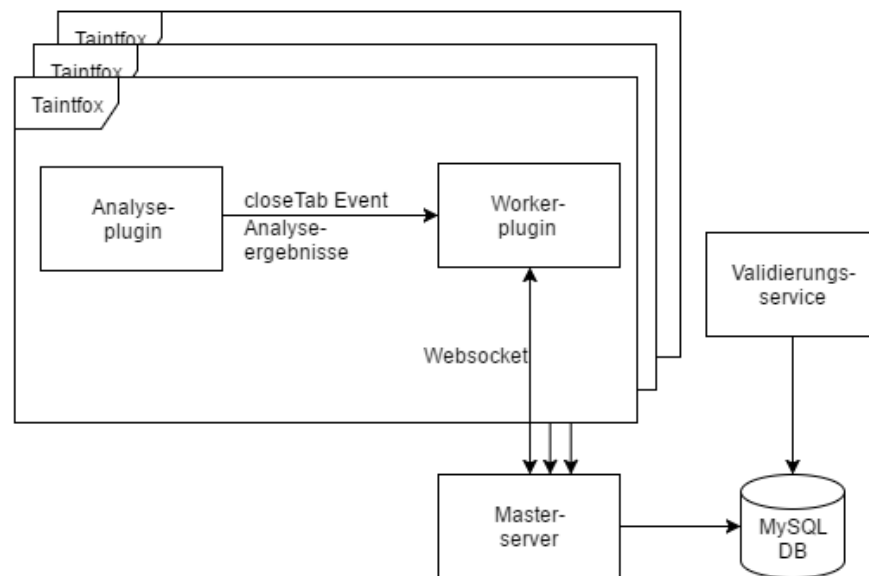 Taintfox
Taintfox
Taintfox
Analyse-
plugin
closeTab Event
Analyse-
ergebnisse
Worker-
plugin
Validierungs-
service
Websocket
Master-
server
MySQL
DB